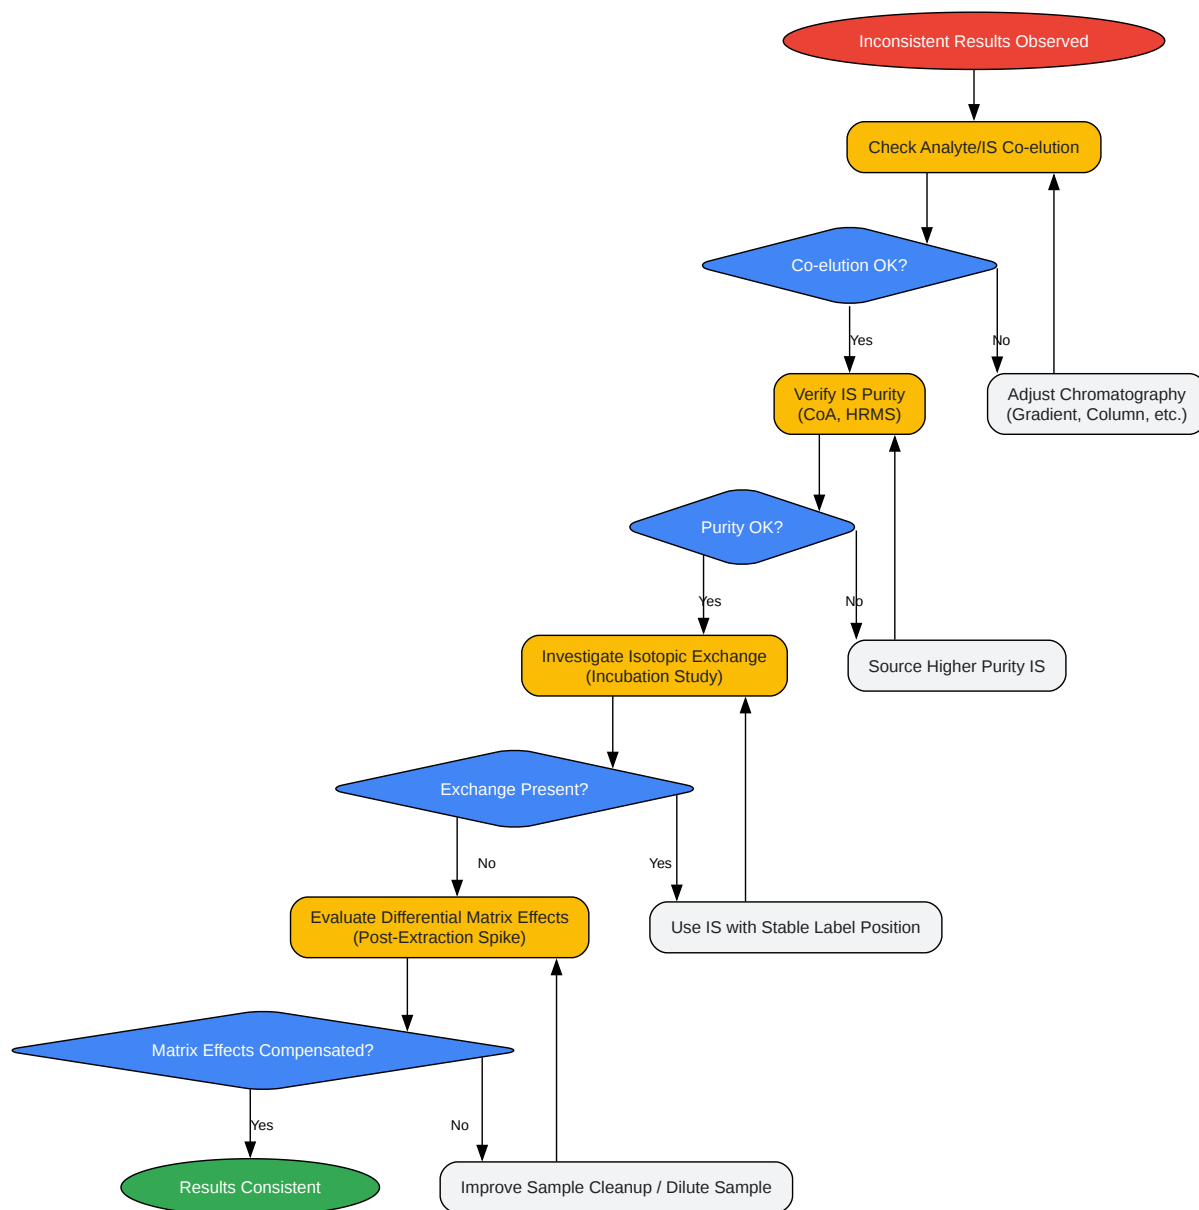 Inconsistent Results Observed
Check Analyte/IS Co-elution
Co-elution OK?
Yes
No
Verify IS Purity
(CoA, HRMS)
Adjust Chromatography
(Gradient, Column, etc.)
Purity OK?
Yes
No
Investigate Isotopic Exchange
(Incubation Study)
Source Higher Purity IS
Exchange Present?
No
Yes
Evaluate Differential Matrix Effects
(Post-Extraction Spike)
Use IS with Stable Label Position
Matrix Effects Compensated?
Yes
No
Results Consistent
Improve Sample Cleanup / Dilute Sample